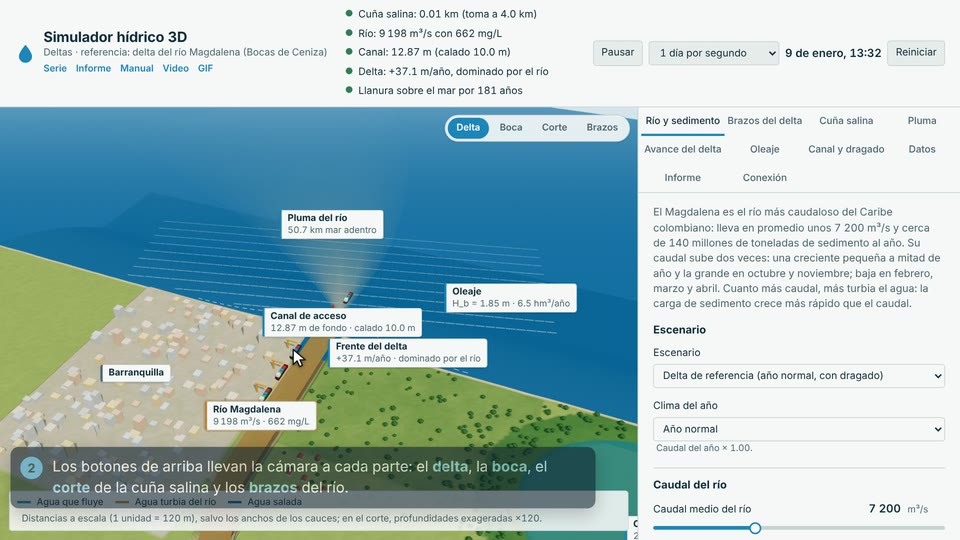 Simulador hídrico 3D
Deltas · referencia: delta del río Magdalena (Bocas de Ceniza)
Serie Informe Manual Video GIF
Cuña salina: 0.01 km (toma a 4.0 km)
Río: 9 198 m³/s con 662 mg/L
Canal: 12.87 m (calado 10.0 m)
Delta: +37.1 m/año, dominado por el río
Llanura sobre el mar por 181 años
Pausar 1 día por segundo 9 de enero, 13:32 Reiniciar
Delta Boca Corte Brazos
Pluma del río
50.7 km mar adentro
Oleaje
H_b = 1.85 m · 6.5 hm³/año
Canal de acceso
12.87 m de fondo · calado 10.0 m
Frente del delta
+37.1 m/año · dominado por el río
Barranquilla
Río Magdalena
9 198 m³/s · 662 mg/L
2 Los botones de arriba llevan la cámara a cada parte: el delta, la boca, el
corte de la cuña salina y los brazos del río.
Agua que fluye Agua turbia del río Agua salada
Distancias a escala (1 unidad = 120 m), salvo los anchos de los cauces; en el corte, profundidades exageradas ×120.
Río y sedimento Brazos del delta Cuña salina Pluma
Avance del delta Oleaje Canal y dragado Datos
Informe Conexión
El Magdalena es el río más caudaloso del Caribe
colombiano: lleva en promedio unos 7 200 m³/s y cerca
de 140 millones de toneladas de sedimento al año. Su
caudal sube dos veces: una creciente pequeña a mitad de
año y la grande en octubre y noviembre; baja en febrero,
marzo y abril. Cuanto más caudal, más turbia el agua: la
carga de sedimento crece más rápido que el caudal.
Escenario
Escenario
Delta de referencia (año normal, con dragado)
Clima del año
Año normal
Caudal del año × 1.00.
Caudal del río
Caudal medio del río 7 200 m³/s